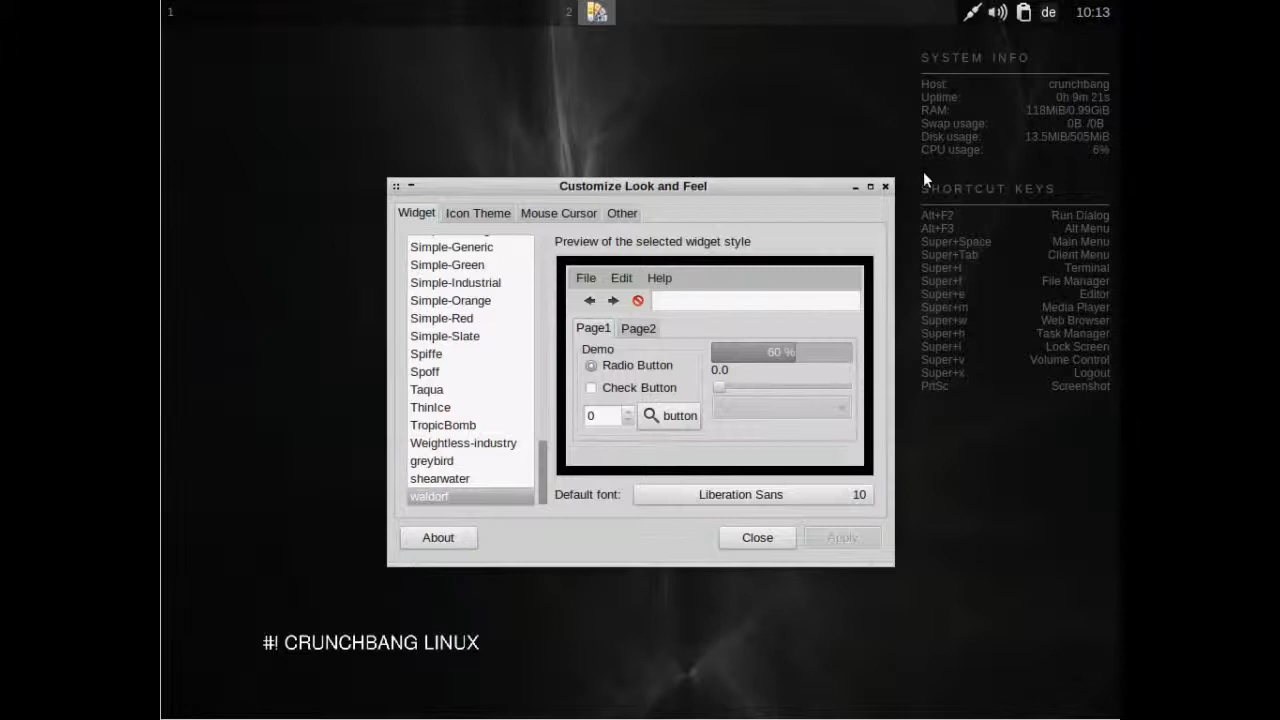 1
2
de 10:13
SYSTEM INFO
Host: crunchbang
Uptime: 0h 9m 21s
RAM: 118MiB/0.99GiB
Swap usage: 0B /0B
Disk usage: 13.5MiB/505MiB
CPU usage: 6%
SHORTCUT KEYS
Alt+F2 Run Dialog
Alt+F3 Alt Menu
Super+Space Main Menu
Super+Tab Client Menu
Super+t Terminal
Super+f File Manager
Super+e Editor
Super+m Media Player
Super+w Web Browser
Super+h Task Manager
Super+l Lock Screen
Super+v Volume Control
Super+x Logout
PrtSc Screenshot
Customize Look and Feel
Widget Icon Theme Mouse Cursor Other
Simple-Generic
Simple-Green
Simple-Industrial
Simple-Orange
Simple-Red
Simple-Slate
Spiffe
Spoff
Taqua
ThinIce
TropicBomb
Weightless-industry
greybird
shearwater
waldorf
Preview of the selected widget style
File Edit Help
Page1 Page2
Demo
Radio Button
Check Button
0 button
60 %
0.0
Default font: Liberation Sans 10
About Close Apply
#! CRUNCHBANG LINUX